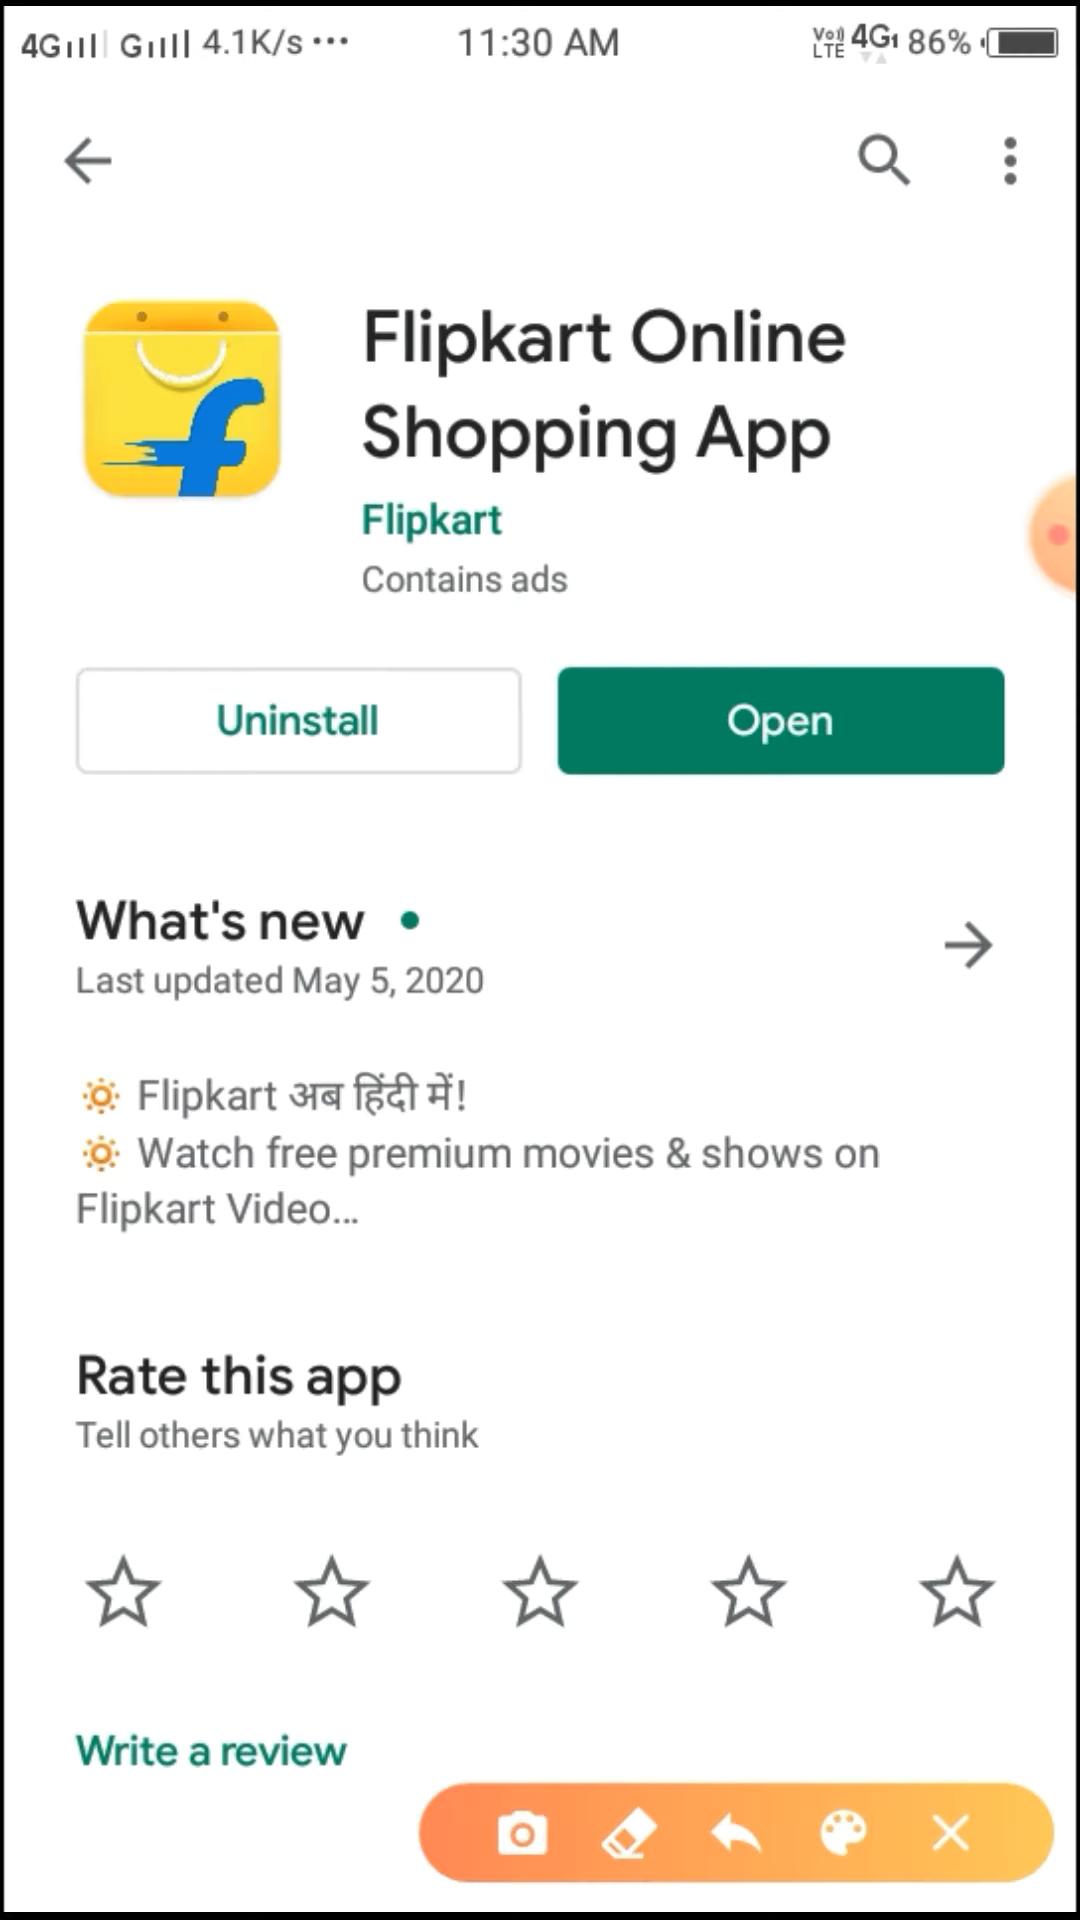 4G G 4.1K/s ... 11:30 AM VoLTE 4G1 86%
Flipkart Online
Shopping App
Flipkart
Contains ads
Uninstall Open
What's new •
Last updated May 5, 2020
🔅 Flipkart अब हिंदी में!
🔅 Watch free premium movies & shows on
Flipkart Video...
Rate this app
Tell others what you think
Write a review